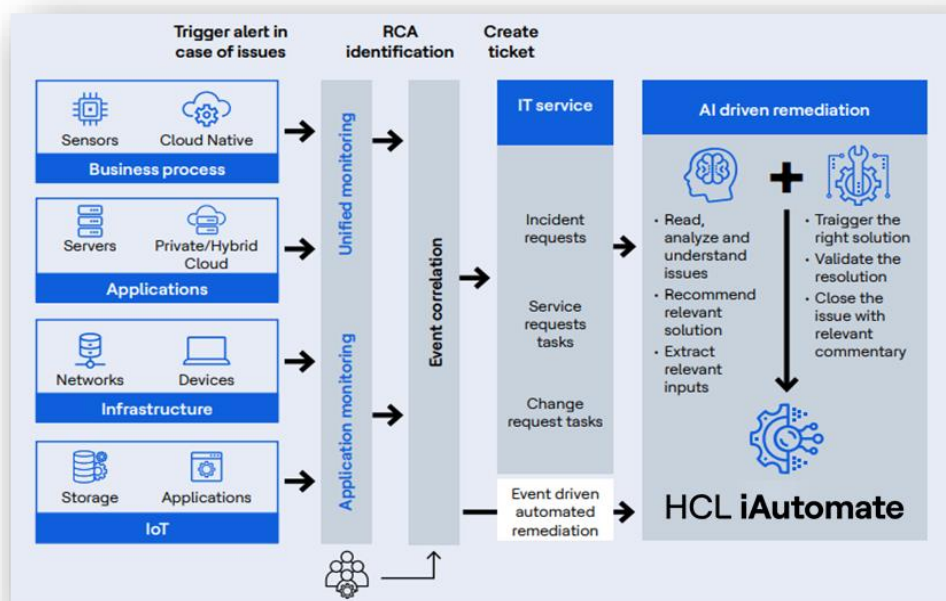 Trigger alert in
case of issues
RCA
identification
Create
ticket
Sensors
Cloud Native
Business process
Servers
Private/Hybrid
Cloud
Applications
Networks
Devices
Infrastructure
Storage
Applications
IoT
Unified monitoring
Application monitoring
Event correlation
IT service
Incident
requests
Service
requests
tasks
Change
request tasks
Event driven
automated
remediation
AI driven remediation
• Read,
analyze and
understand
issues
• Recommend
relevant
solution
• Extract
relevant
inputs
• Traigger the
right solution
• Validate the
resolution
• Close the
issue with
relevant
commentary
HCL iAutomate